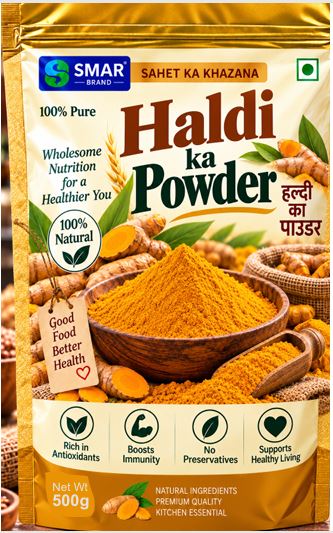 SMAR
BRAND
SAHET KA KHAZANA
100% Pure
Haldi
ka
Powder
हल्दी
का
पाउडर
Wholesome
Nutrition
for a
Healthier You
100%
Natural
Good
Food
Better
Health
Rich in
Antioxidants
Boosts
Immunity
No
Preservatives
Supports
Healthy Living
Net Wt
500g
NATURAL INGREDIENTS
PREMIUM QUALITY
KITCHEN ESSENTIAL